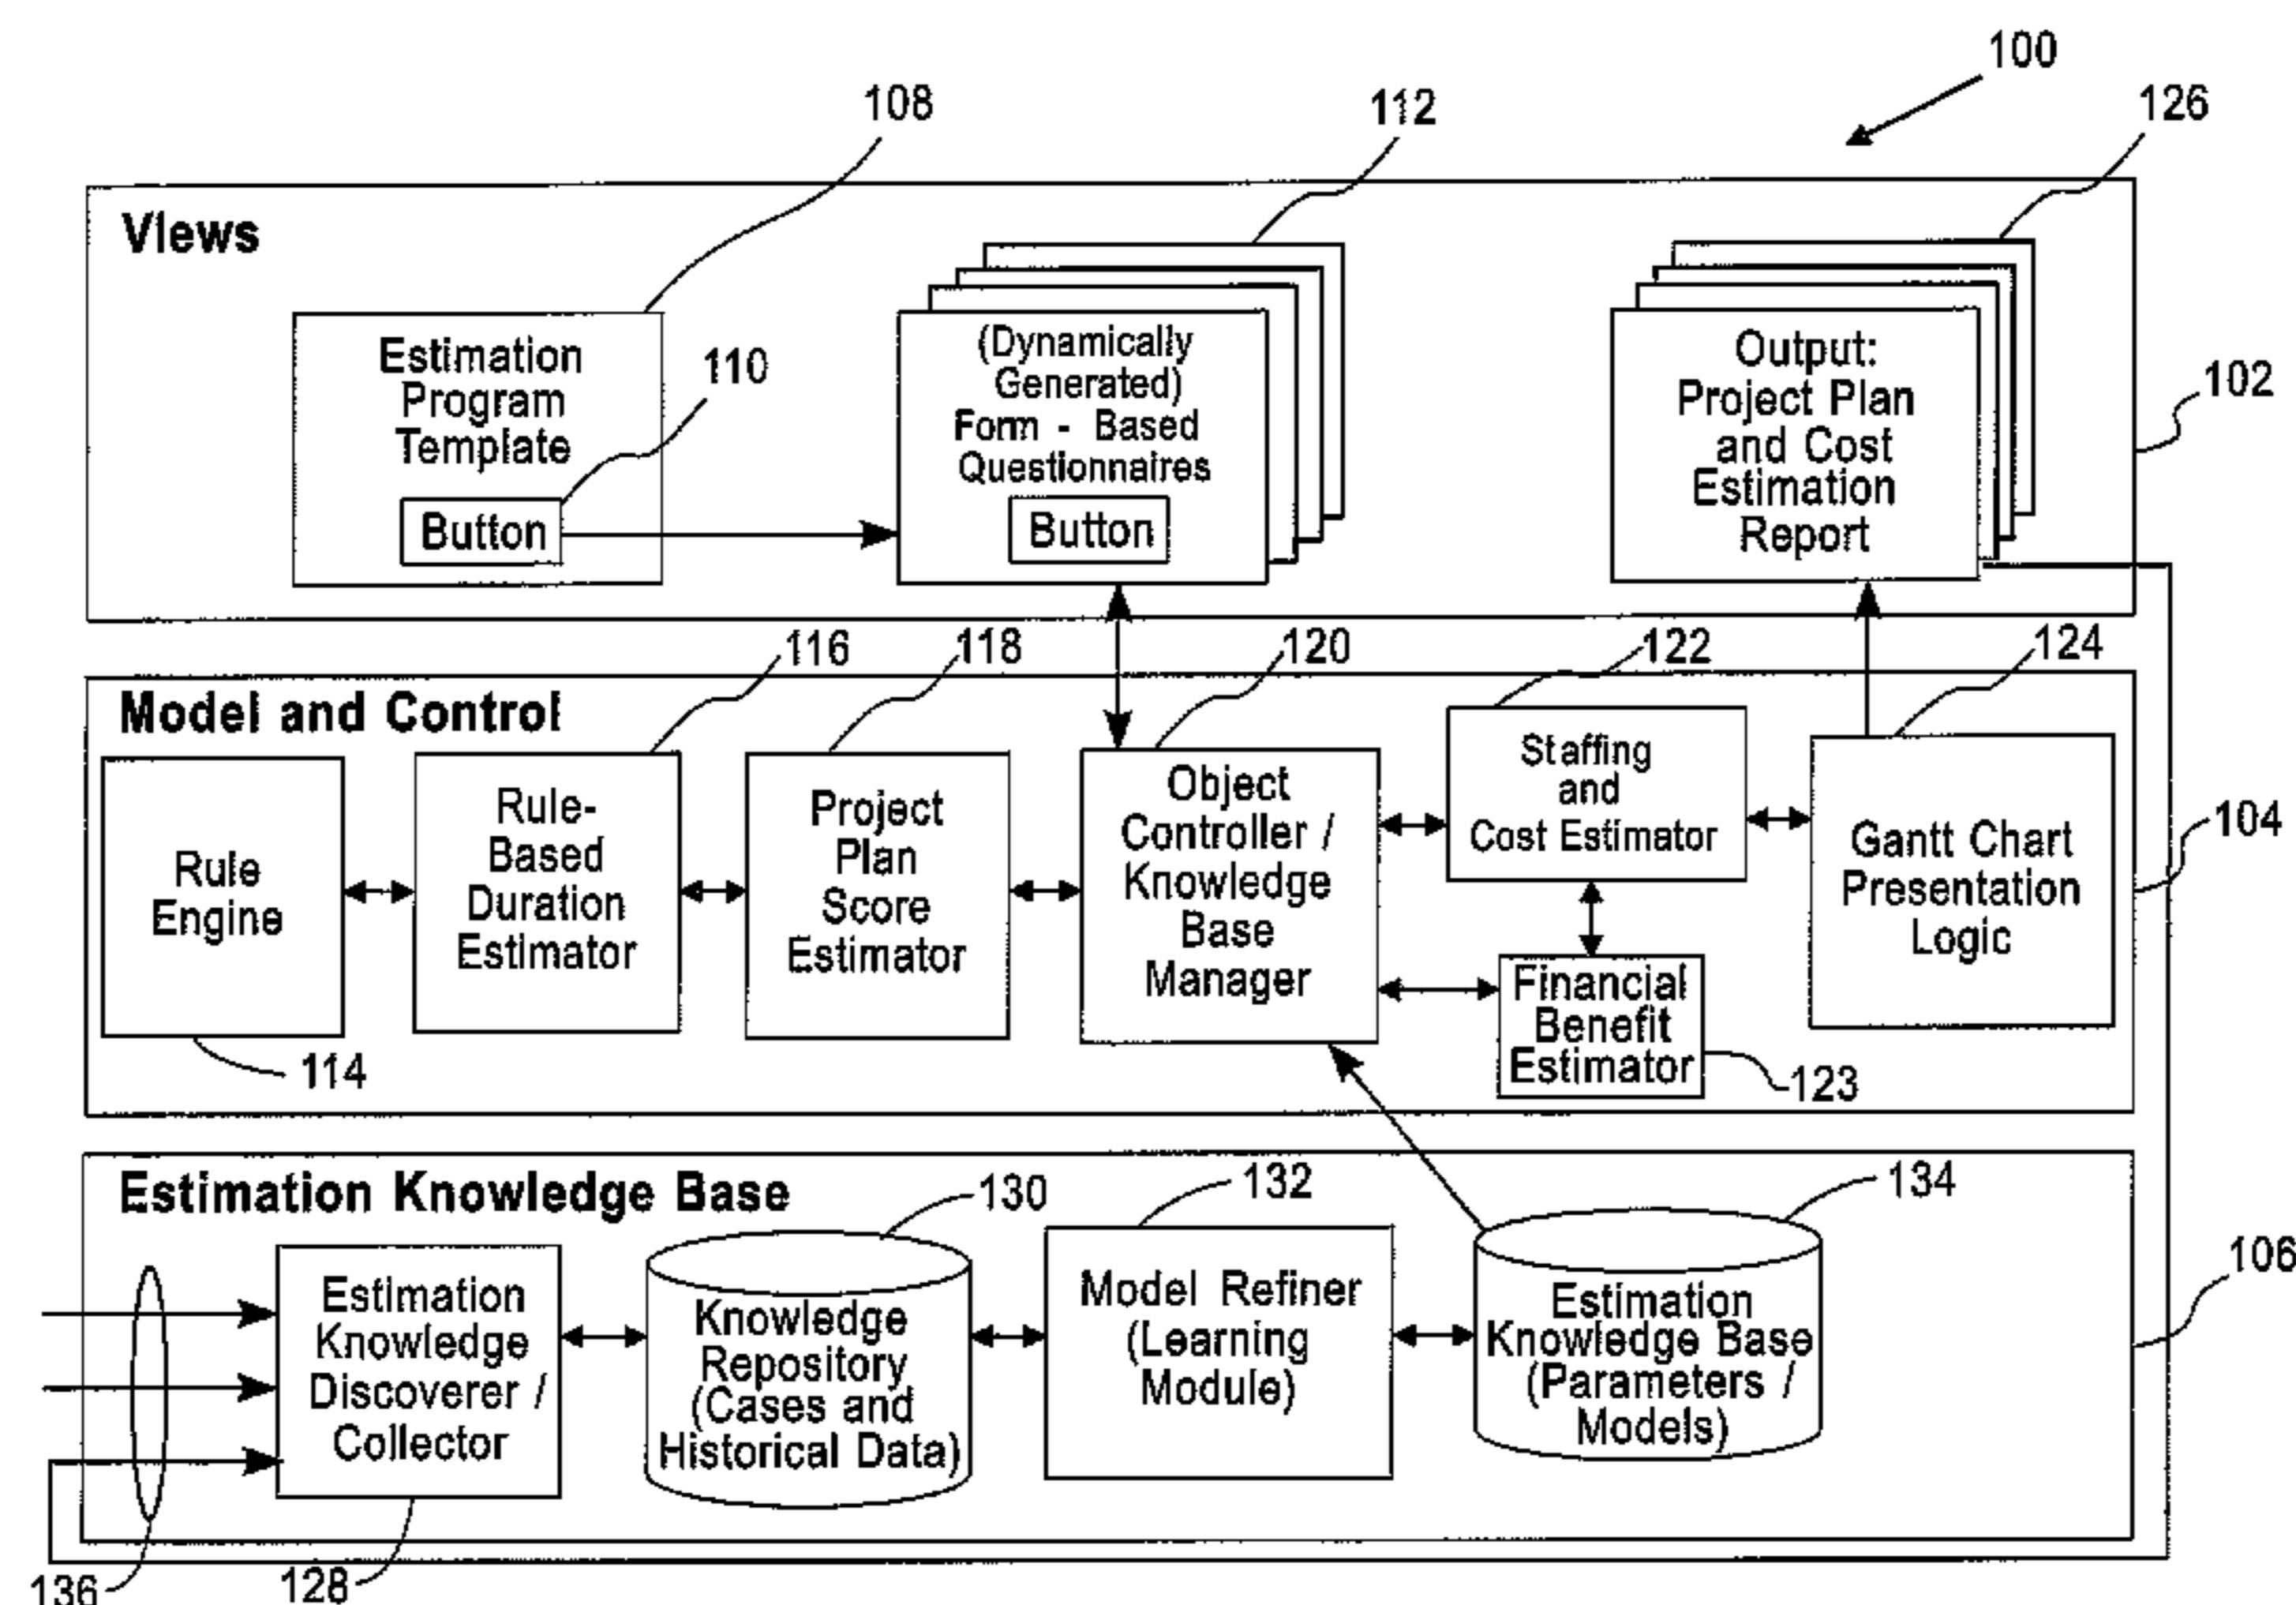 100
108
112
126
Views
Estimation
Program
Template
110
Button
(Dynamically
Generated)
Form - Based
Questionnaires
Button
Output:
Project Plan
and Cost
Estimation
Report
102
116
118
120
122
124
Model and Control
Rule
Engine
114
Rule-
Based
Duration
Estimator
Project
Plan
Score
Estimator
Object
Controller /
Knowledge
Base
Manager
Staffing
and
Cost Estimator
Financial
Benefit
Estimator
123
Gantt Chart
Presentation
Logic
104
Estimation Knowledge Base
130
132
134
Estimation
Knowledge
Discoverer /
Collector
Knowledge
Repository
(Cases and
Historical Data)
Model Refiner
(Learning
Module)
Estimation
Knowledge Base
(Parameters /
Models)
106
136
128